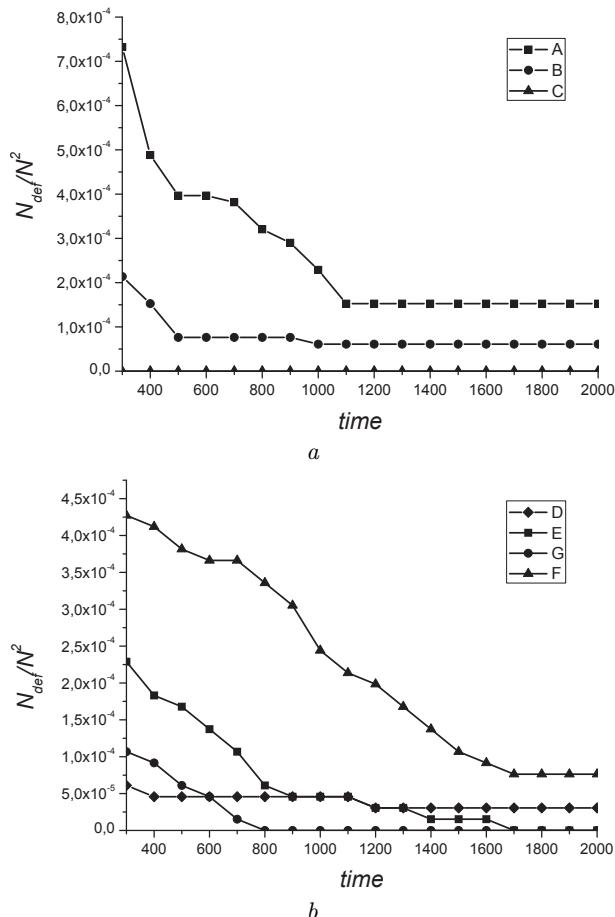 8,0x10⁻⁴
7,0x10⁻⁴
6,0x10⁻⁴
5,0x10⁻⁴
4,0x10⁻⁴
3,0x10⁻⁴
2,0x10⁻⁴
1,0x10⁻⁴
0,0
N_def/N²
A
B
C
400 600 800 1000 1200 1400 1600 1800 2000
time
a
4,5x10⁻⁴
4,0x10⁻⁴
3,5x10⁻⁴
3,0x10⁻⁴
2,5x10⁻⁴
2,0x10⁻⁴
1,5x10⁻⁴
1,0x10⁻⁴
5,0x10⁻⁵
0,0
N_def/N²
D
E
G
F
400 600 800 1000 1200 1400 1600 1800 2000
time
b